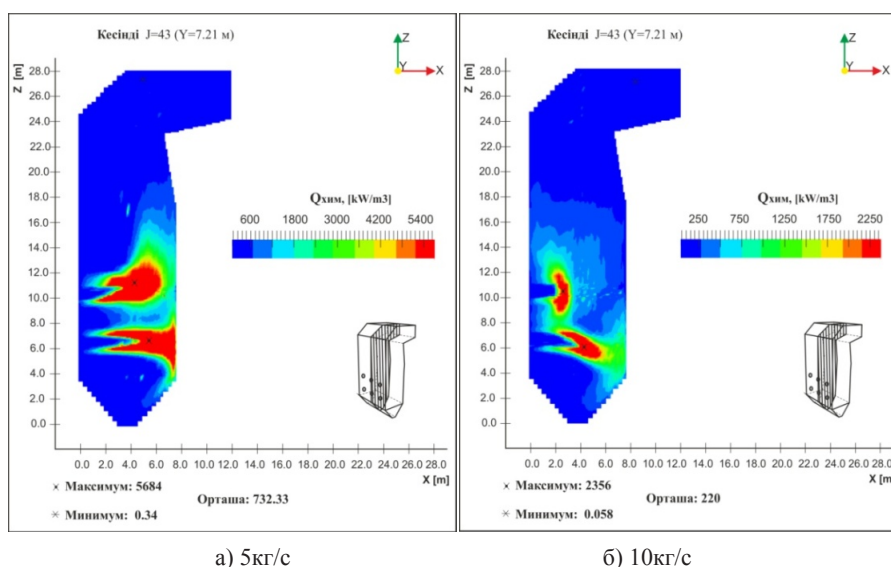 Кесінді J=43 (Y=7.21 м)
Z [m]
28.0
26.0
24.0
22.0
20.0
18.0
16.0
14.0
12.0
10.0
8.0
6.0
4.0
2.0
0.0
Z
Y
X
Qхим, [kW/m3]
600 1800 3000 4200 5400
0.0 2.0 4.0 6.0 8.0 10.0 12.0 14.0 16.0 18.0 20.0 22.0 24.0 26.0 28.0
X [m]
Максимум: 5684
Орташа: 732.33
Минимум: 0.34
а) 5кг/с
Кесінді J=43 (Y=7.21 м)
Z [m]
28.0
26.0
24.0
22.0
20.0
18.0
16.0
14.0
12.0
10.0
8.0
6.0
4.0
2.0
0.0
Z
Y
X
Qхим, [kW/m3]
250 750 1250 1750 2250
0.0 2.0 4.0 6.0 8.0 10.0 12.0 14.0 16.0 18.0 20.0 22.0 24.0 26.0 28.0
X [m]
Максимум: 2356
Орташа: 220
Минимум: 0.058
б) 10кг/с